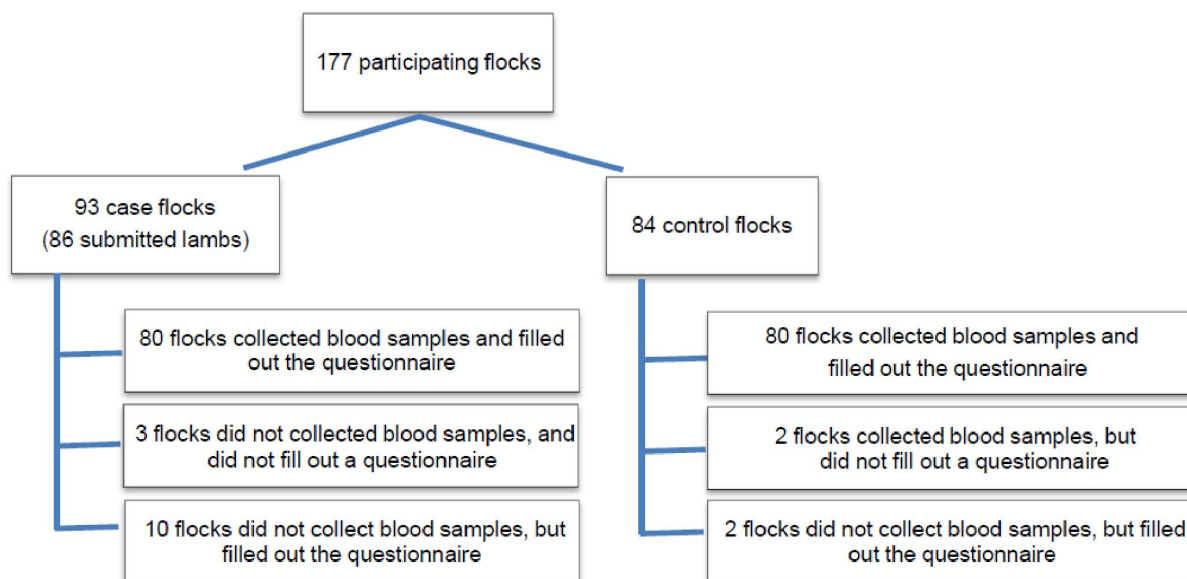 177 participating flocks
93 case flocks
(86 submitted lambs)
84 control flocks
80 flocks collected blood samples and filled
out the questionnaire
3 flocks did not collected blood samples, and
did not fill out a questionnaire
10 flocks did not collect blood samples, but
filled out the questionnaire
80 flocks collected blood samples and
filled out the questionnaire
2 flocks collected blood samples, but
did not fill out a questionnaire
2 flocks did not collect blood samples, but filled
out the questionnaire